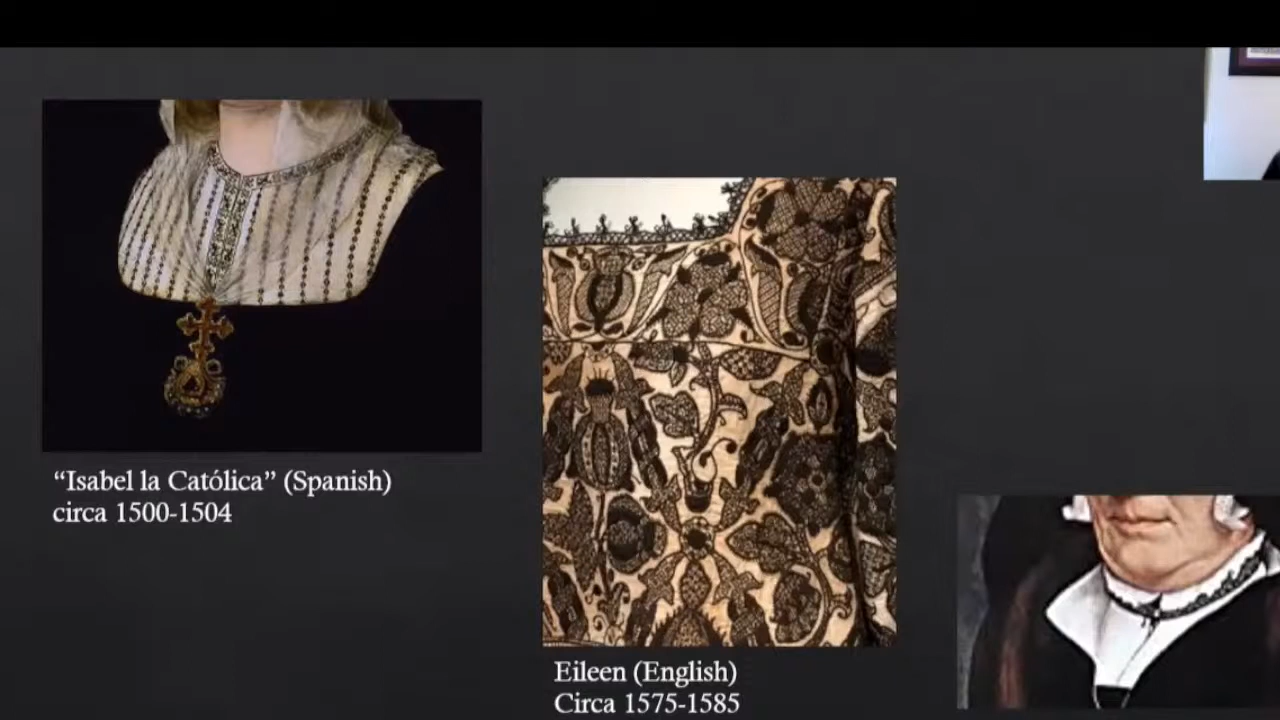 “Isabel la Católica” (Spanish)
circa 1500-1504
Eileen (English)
Circa 1575-1585